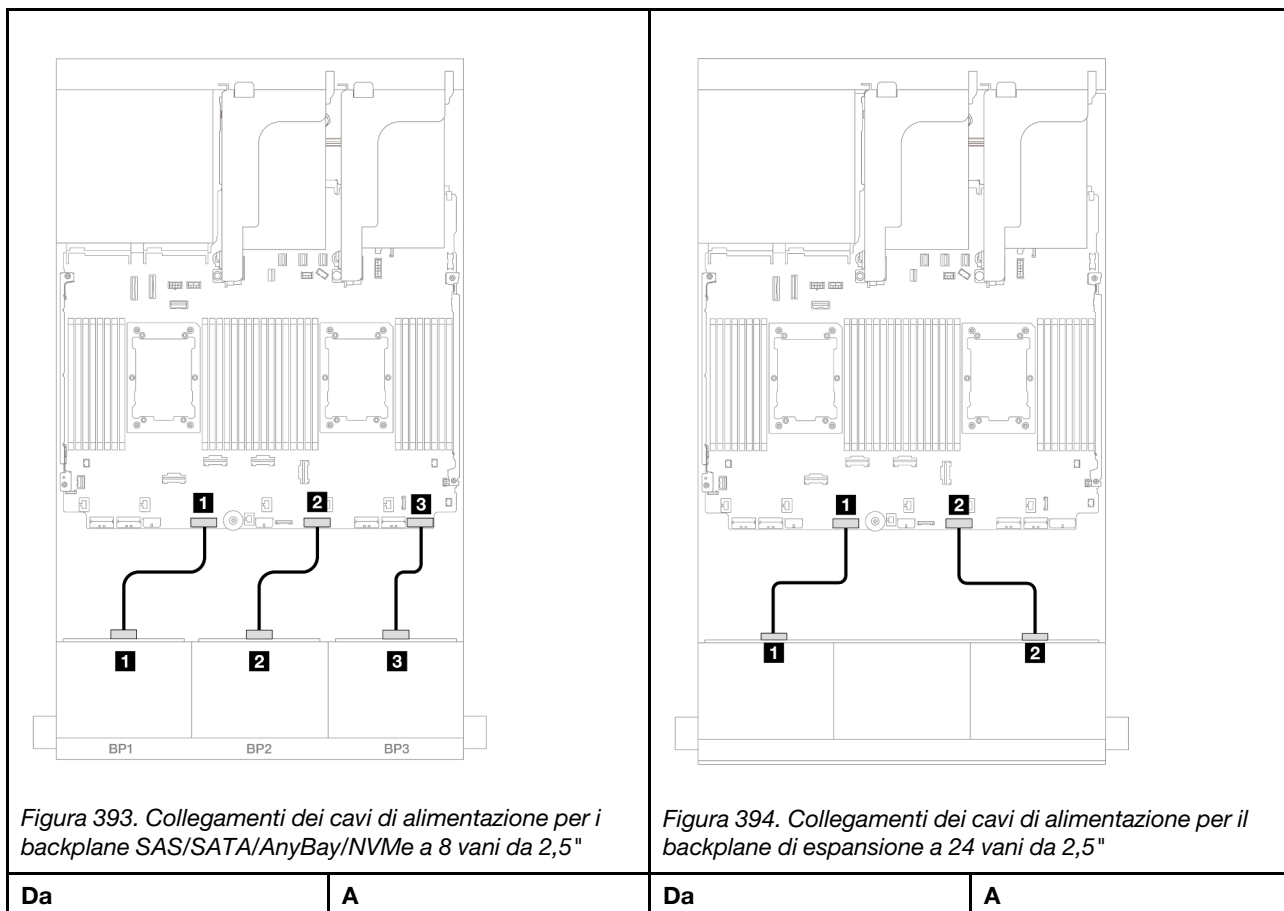 1
2
3
1
2
3
BP1
BP2
BP3
Figura 393. Collegamenti dei cavi di alimentazione per i
backplane SAS/SATA/AnyBay/NVMe a 8 vani da 2,5"
1
2
1
2
Figura 394. Collegamenti dei cavi di alimentazione per il
backplane di espansione a 24 vani da 2,5"
Da
A
Da
A